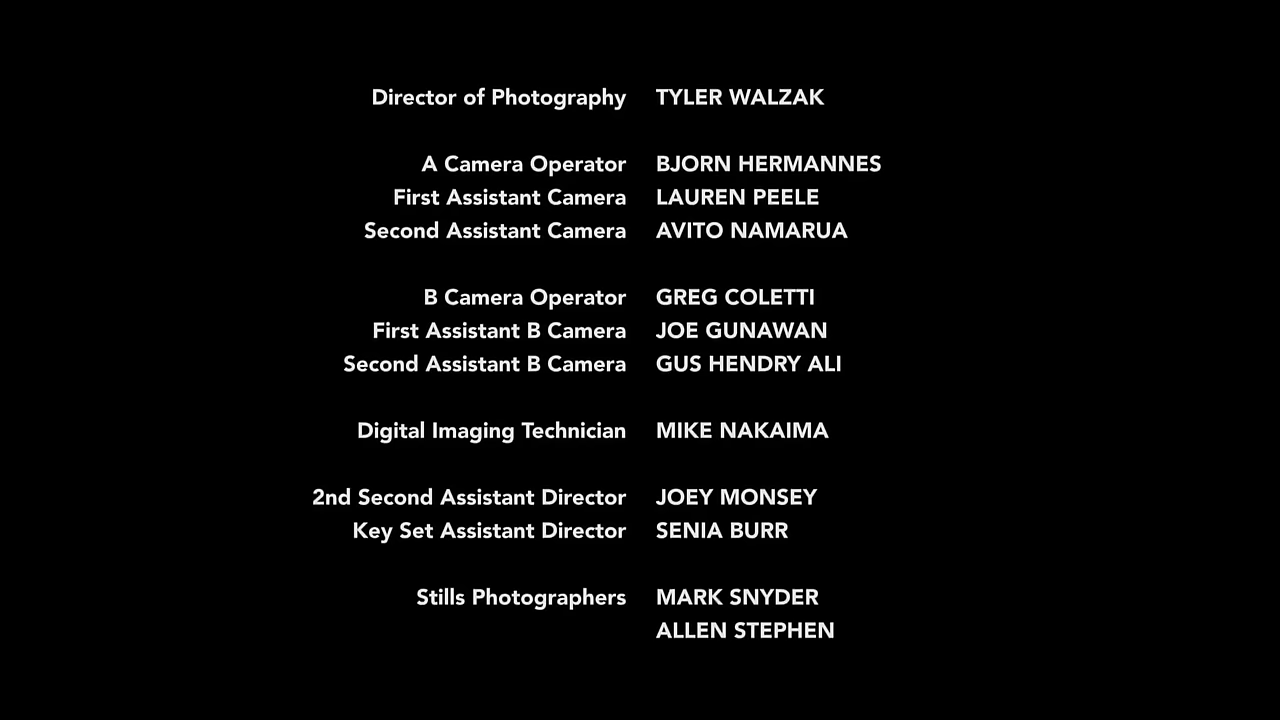 Director of Photography TYLER WALZAK
A Camera Operator BJORN HERMANNES
First Assistant Camera LAUREN PEELE
Second Assistant Camera AVITO NAMARUA
B Camera Operator GREG COLETTI
First Assistant B Camera JOE GUNAWAN
Second Assistant B Camera GUS HENDRY ALI
Digital Imaging Technician MIKE NAKAIMA
2nd Second Assistant Director JOEY MONSEY
Key Set Assistant Director SENIA BURR
Stills Photographers MARK SNYDER
ALLEN STEPHEN